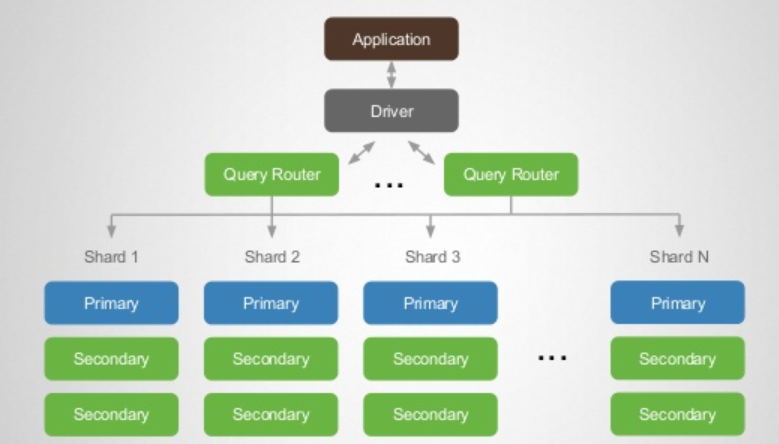 Application
Driver
Query Router ... Query Router
Shard 1 Shard 2 Shard 3 Shard N
Primary Primary Primary Primary
Secondary Secondary Secondary ... Secondary
Secondary Secondary Secondary Secondary